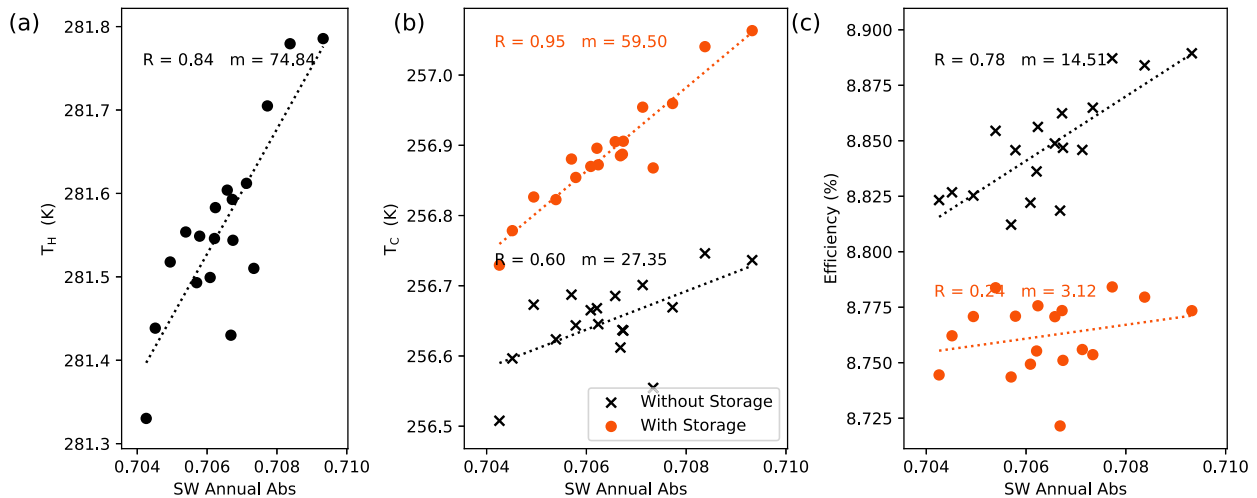 (a)
281.8
281.7
281.6
281.5
281.4
281.3
T_H (K)
R = 0.84 m = 74.84
0.704 0.706 0.708 0.710
SW Annual Abs
(b)
257.0
256.9
256.8
256.7
256.6
256.5
T_C (K)
R = 0.95 m = 59.50
R = 0.60 m = 27.35
Without Storage
With Storage
0.704 0.706 0.708 0.710
SW Annual Abs
(c)
8.900
8.875
8.850
8.825
8.800
8.775
8.750
8.725
Efficiency (%)
R = 0.78 m = 14.51
R = 0.24 m = 3.12
0.704 0.706 0.708 0.710
SW Annual Abs